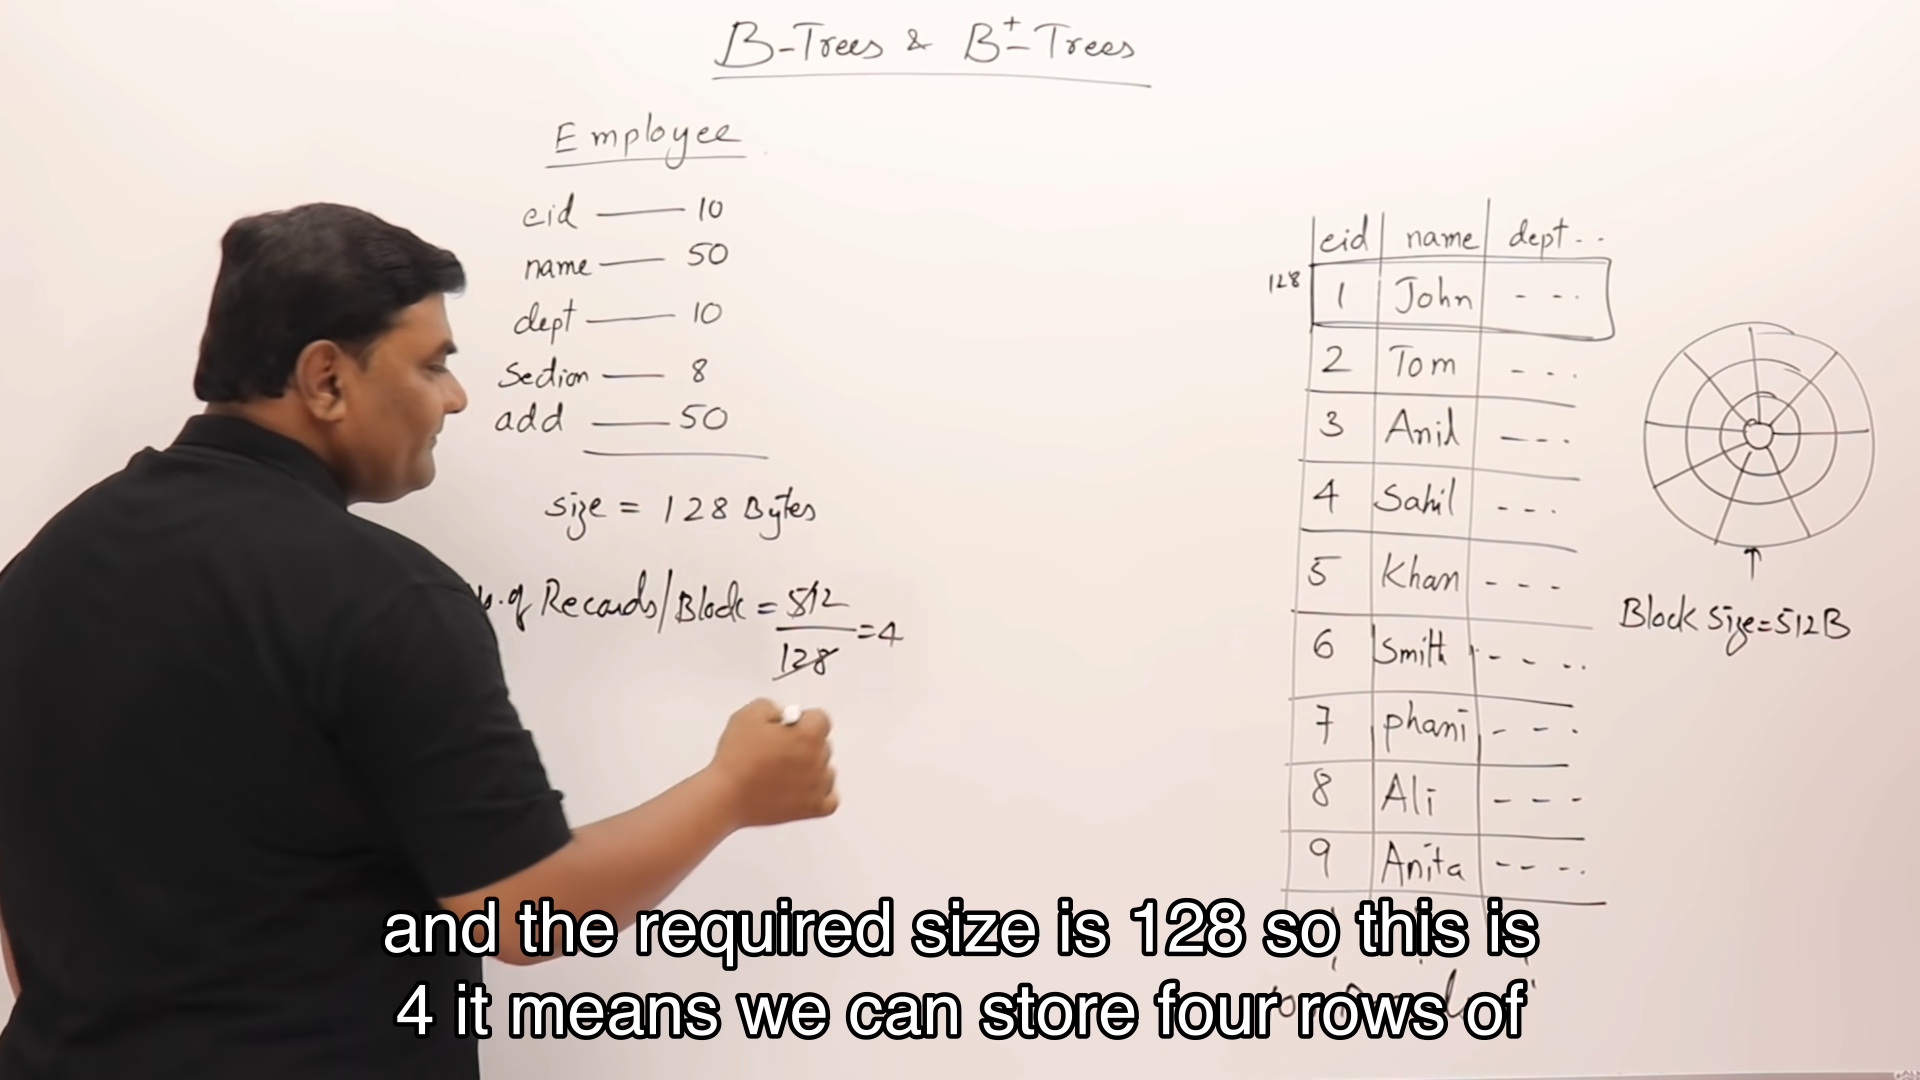 B-Trees & B+-Trees
Employee
eid — 10
name — 50
dept — 10
Section — 8
add — 50
size = 128 Bytes
of Records/Block = 512
128
=4
eid name dept..
128
1 John - - -
2 Tom - - -
3 Anil - - -
4 Sahil - - -
5 Khan - - -
6 Smith - - - -
7 phani - - -
8 Ali - - -
9 Anita - - - -
Block Size=512B
and the required size is 128 so this is
4 it means we can store four rows of